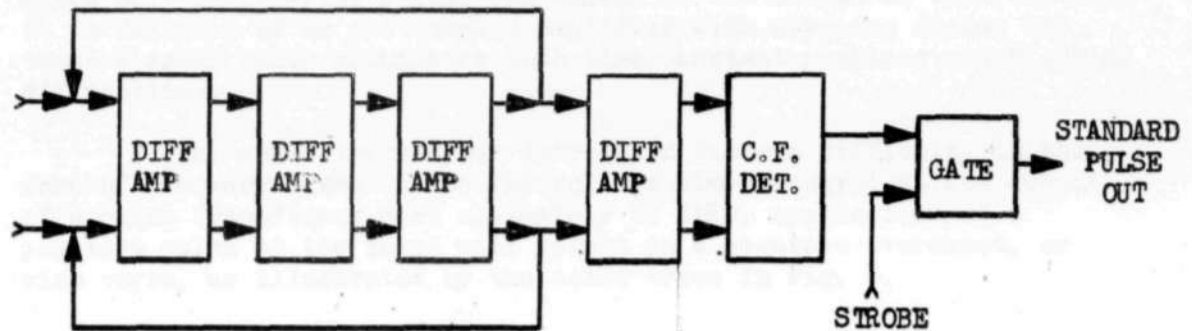 DIFF
AMP
DIFF
AMP
DIFF
AMP
DIFF
AMP
C.F.
DET.
GATE
STANDARD
PULSE
OUT
STROBE